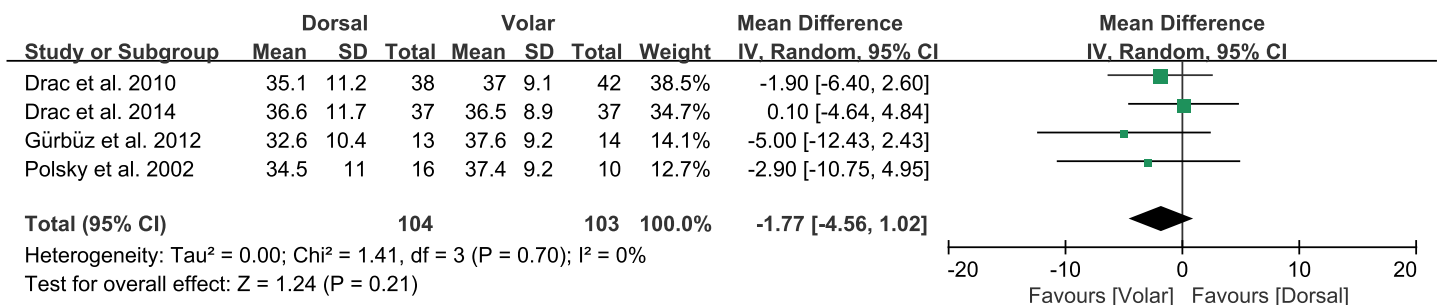 Dorsal Volar Mean Difference Mean Difference
Study or Subgroup Mean SD Total Mean SD Total Weight IV, Random, 95% CI IV, Random, 95% CI
Drac et al. 2010 35.1 11.2 38 37 9.1 42 38.5% -1.90 [-6.40, 2.60]
Drac et al. 2014 36.6 11.7 37 36.5 8.9 37 34.7% 0.10 [-4.64, 4.84]
Gürbüz et al. 2012 32.6 10.4 13 37.6 9.2 14 14.1% -5.00 [-12.43, 2.43]
Polsky et al. 2002 34.5 11 16 37.4 9.2 10 12.7% -2.90 [-10.75, 4.95]
Total (95% CI) 104 103 100.0% -1.77 [-4.56, 1.02]
Heterogeneity: Tau² = 0.00; Chi² = 1.41, df = 3 (P = 0.70); I² = 0%
Test for overall effect: Z = 1.24 (P = 0.21)
-20 -10 0 10 20
Favours [Volar] Favours [Dorsal]